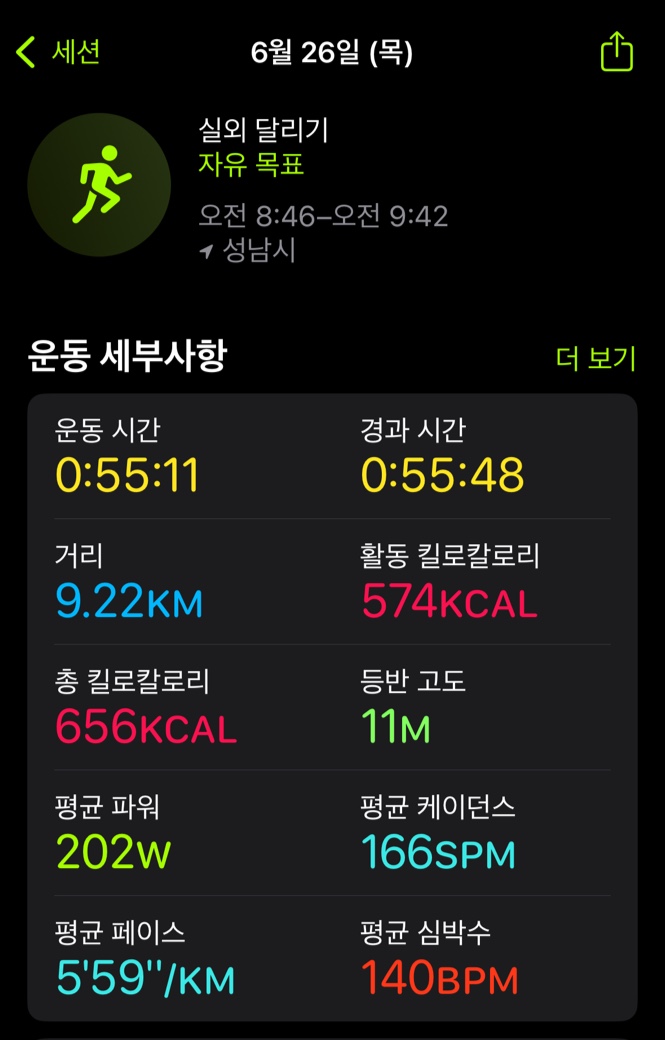 세션
6월 26일 (목)
실외 달리기
자유 목표
오전 8:46–오전 9:42
성남시
운동 세부사항
더 보기
운동 시간
경과 시간
0:55:11
0:55:48
거리
활동 킬로칼로리
9.22KM
574KCAL
총 킬로칼로리
등반 고도
656KCAL
11M
평균 파워
평균 케이던스
202W
166SPM
평균 페이스
평균 심박수
5'59''/KM
140BPM